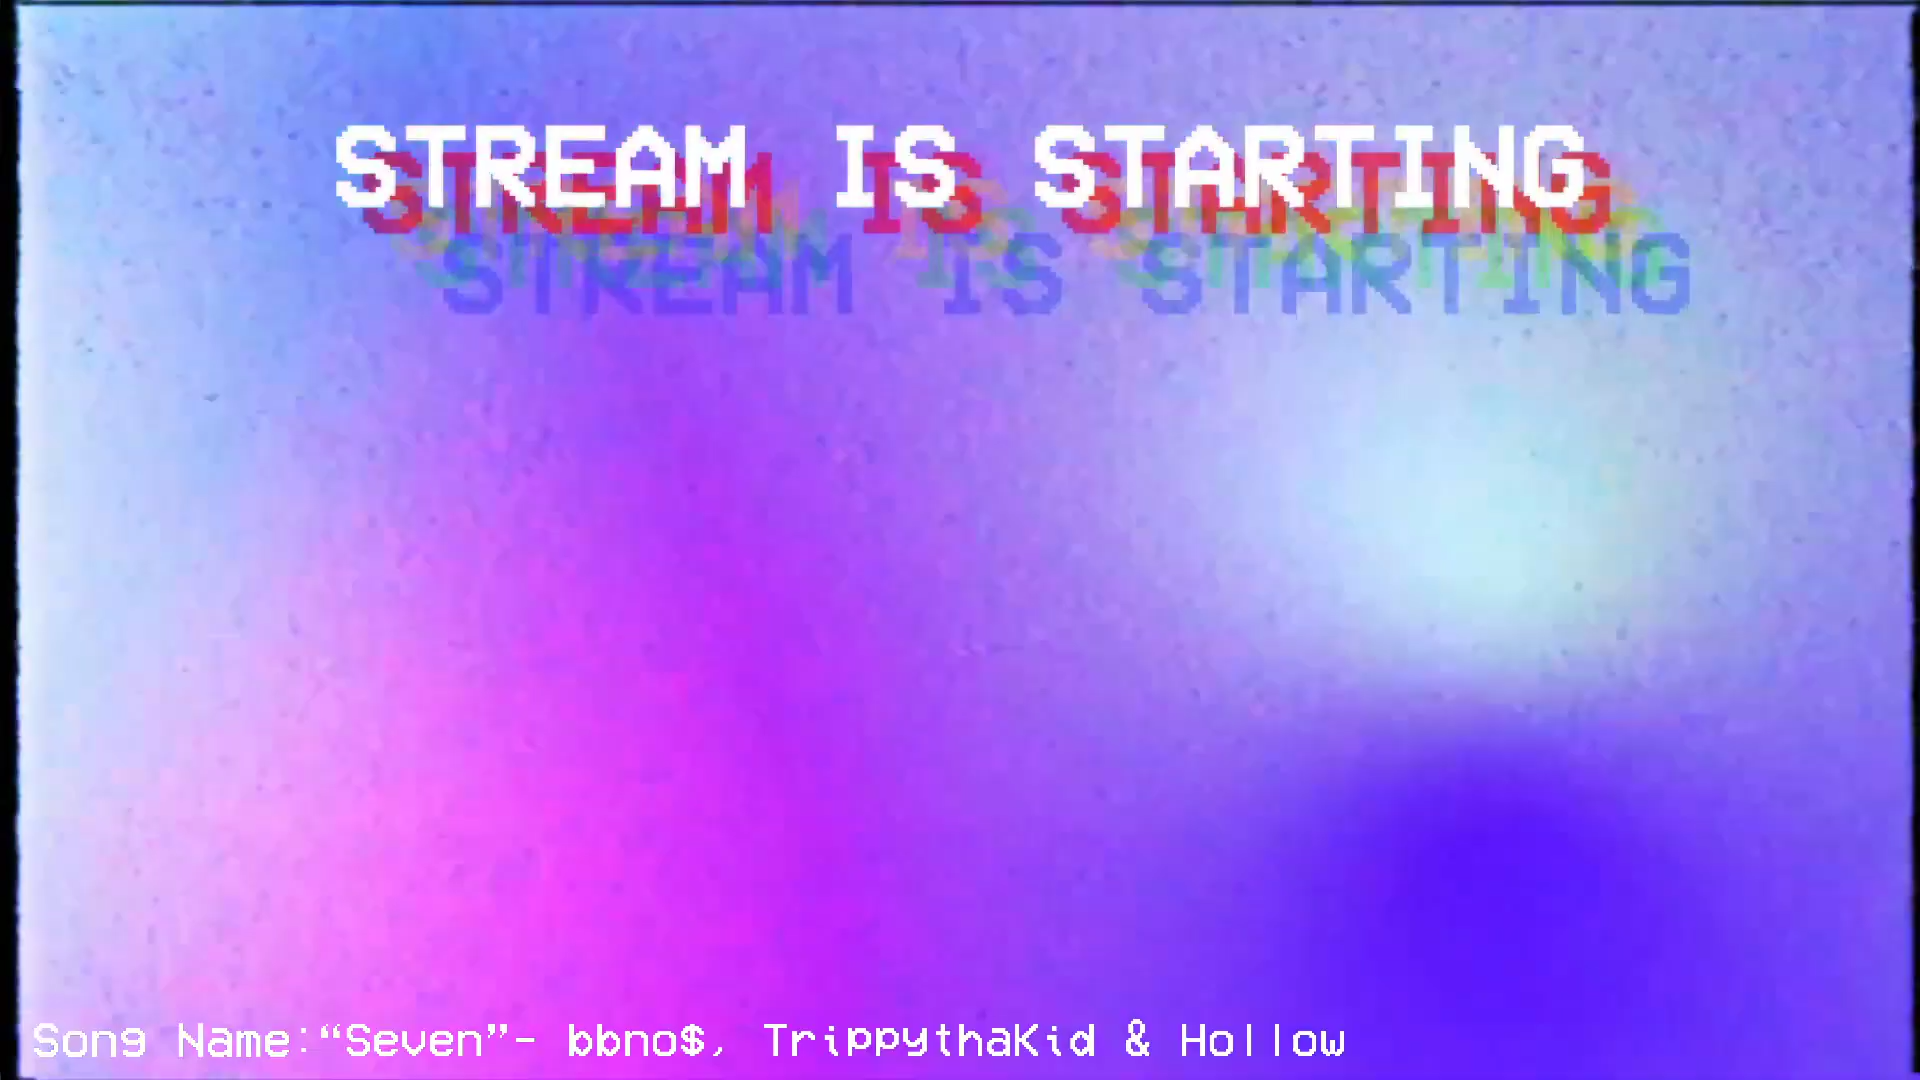 STREAM IS STARTING
Song Name:“Seven”- bbno$, TrippythaKid & Hollow